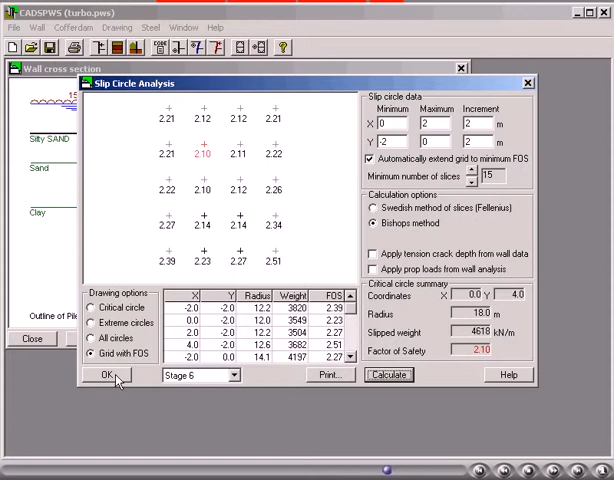 CADSPWS (turbo.pws)
File Wall Cofferdam Drawing Steel Window Help
CODE
Wall cross section
Silty SAND
Sand
Clay
Outline of Pile
Close
Slip Circle Analysis
2.21 2.12 2.12 2.21
2.21 2.10 2.11 2.22
2.22 2.10 2.12 2.26
2.27 2.14 2.14 2.34
2.39 2.23 2.27 2.51
Slip circle data
Minimum Maximum Increment
X 0 2 2 m
Y -2 0 2 m
Automatically extend grid to minimum FOS
Minimum number of slices 15
Calculation options
Swedish method of slices (Fellenius)
Bishops method
Apply tension crack depth from wall data
Apply prop loads from wall analysis
Critical circle summary
Coordinates X 0.0 Y 4.0
Radius 18.0 m
Slipped weight 4618 kN/m
Factor of Safety 2.10
Drawing options
Critical circle
Extreme circles
All circles
Grid with FOS
X Y Radius Weight FOS
-2.0 -2.0 12.2 3820 2.39
0.0 -2.0 12.2 3549 2.23
2.0 -2.0 12.2 3504 2.27
4.0 -2.0 12.6 3682 2.51
-2.0 0.0 14.1 4197 2.27
OK Stage 6 Print... Calculate Help